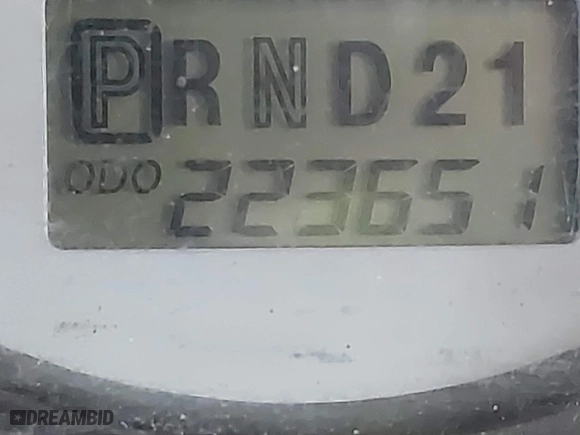 PRND21
ODO 223651
DREAMBID